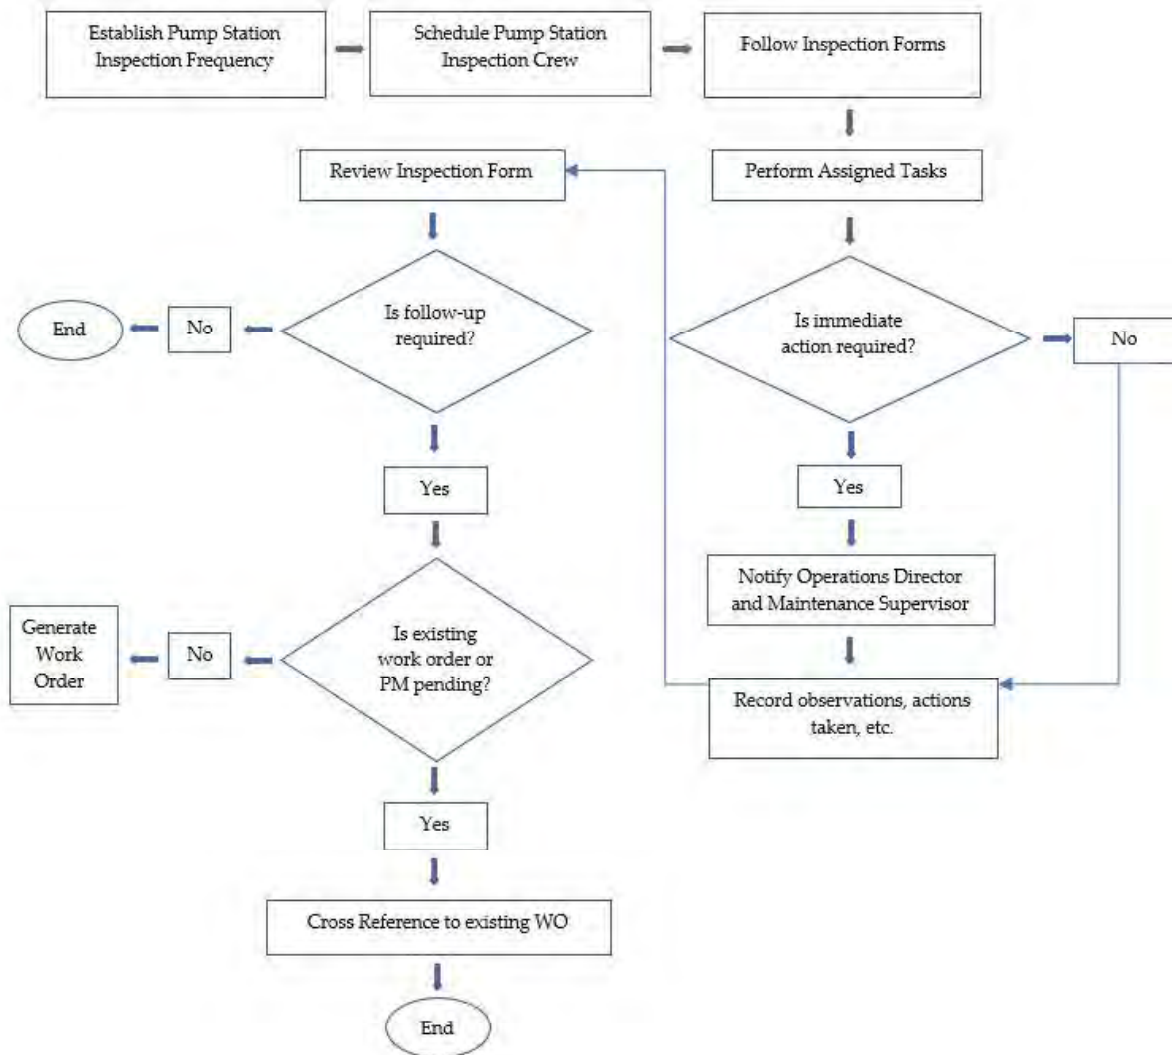 Establish Pump Station
Inspection Frequency
Schedule Pump Station
Inspection Crew
Follow Inspection Forms
Review Inspection Form
Perform Assigned Tasks
End
No
Is follow-up
required?
Is immediate
action required?
No
Yes
Yes
Notify Operations Director
and Maintenance Supervisor
Generate
Work
Order
No
Is existing
work order or
PM pending?
Record observations, actions
taken, etc.
Yes
Cross Reference to existing WO
End